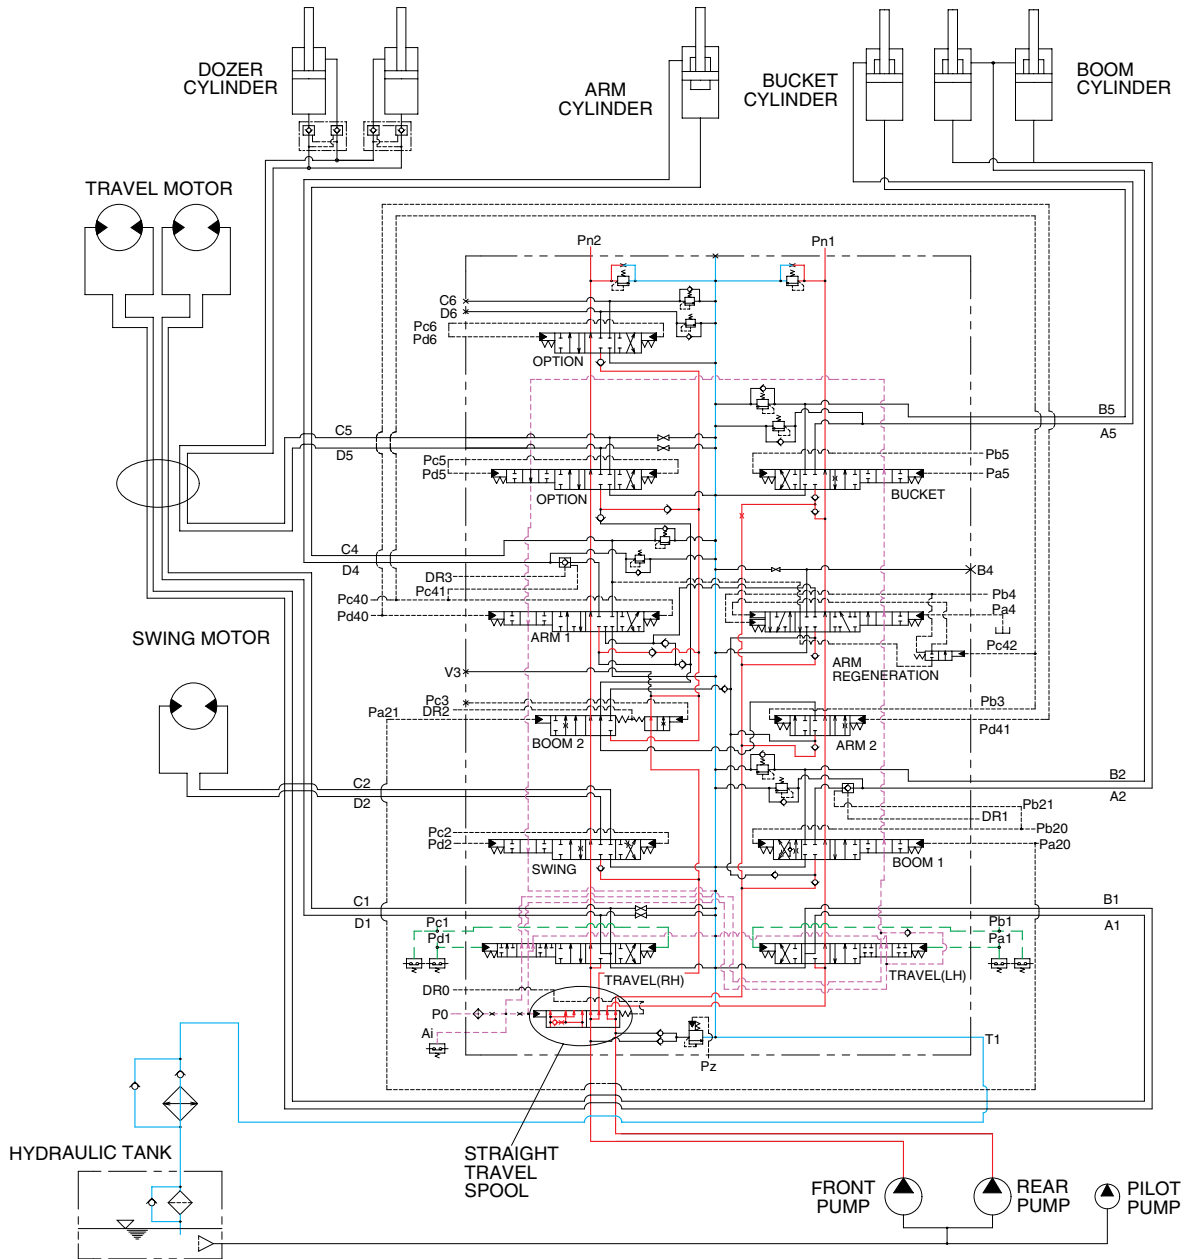 DOZER
CYLINDER
ARM
CYLINDER
BUCKET
CYLINDER
BOOM
CYLINDER
TRAVEL MOTOR
Pn2
Pn1
C6
D6
Pc6
Pd6
OPTION
C5
D5
B5
A5
Pc5
Pd5
Pb5
Pa5
OPTION
BUCKET
C4
D4
B4
DR3
Pc41
Pc40
Pd40
Pb4
Pa4
ARM 1
Pc42
ARM
REGENERATION
SWING MOTOR
V3
Pc3
DR2
Pb3
Pa21
Pd41
BOOM 2
ARM 2
C2
D2
B2
A2
Pb21
DR1
Pc2
Pd2
Pb20
Pa20
SWING
BOOM 1
C1
D1
B1
A1
Pc1
Pd1
Pb1
Pa1
TRAVEL(RH)
TRAVEL(LH)
DR0
P0
Ai
Pz
T1
HYDRAULIC TANK
STRAIGHT
TRAVEL
SPOOL
FRONT
PUMP
REAR
PUMP
PILOT
PUMP